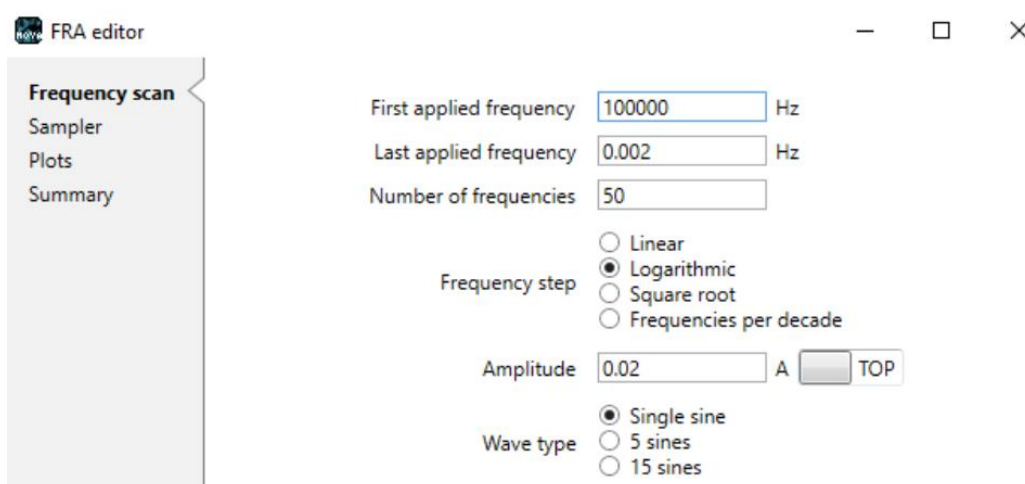 FRA editor
Frequency scan
Sampler
Plots
Summary
First applied frequency 100000 Hz
Last applied frequency 0.002 Hz
Number of frequencies 50
Frequency step
Linear
Logarithmic
Square root
Frequencies per decade
Amplitude 0.02 A TOP
Wave type
Single sine
5 sines
15 sines